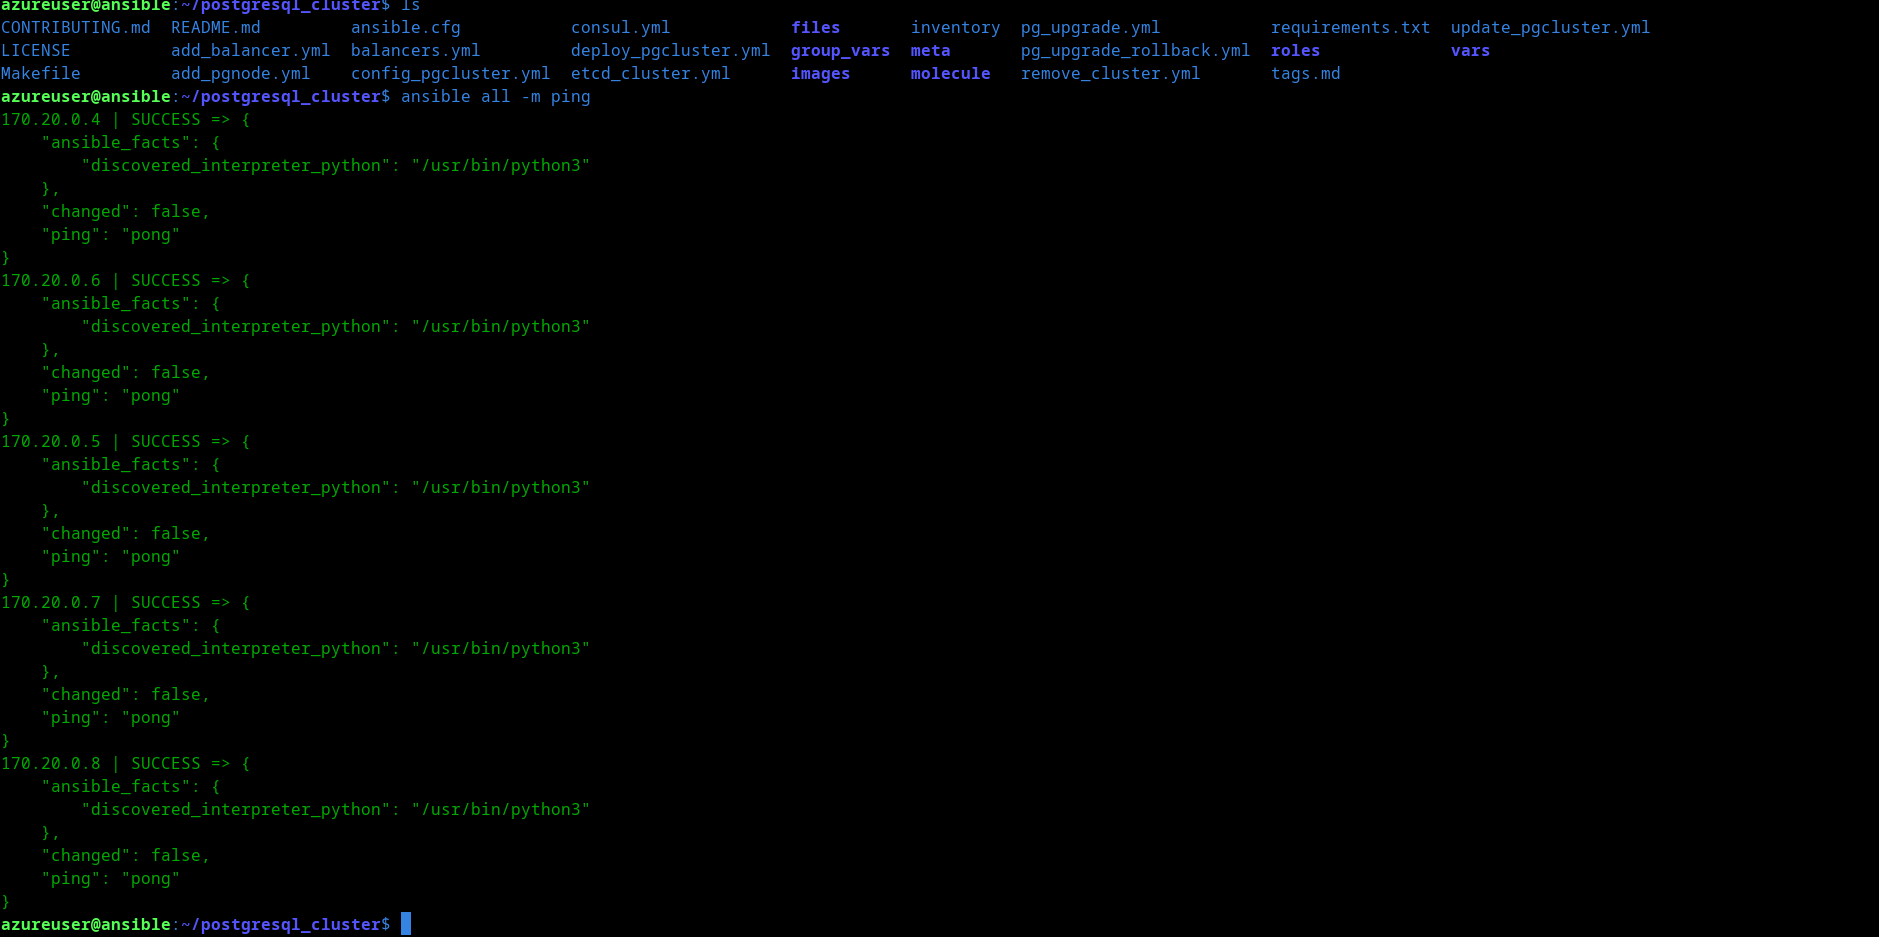 azureuser@ansible:~/postgresql_cluster$ ls
CONTRIBUTING.md  README.md        ansible.cfg           consul.yml            files       inventory  pg_upgrade.yml           requirements.txt  update_pgcluster.yml
LICENSE          add_balancer.yml  balancers.yml         deploy_pgcluster.yml  group_vars  meta       pg_upgrade_rollback.yml  roles             vars
Makefile         add_pgnode.yml    config_pgcluster.yml  etcd_cluster.yml      images      molecule   remove_cluster.yml       tags.md
azureuser@ansible:~/postgresql_cluster$ ansible all -m ping
170.20.0.4 | SUCCESS => {
    "ansible_facts": {
        "discovered_interpreter_python": "/usr/bin/python3"
    },
    "changed": false,
    "ping": "pong"
}
170.20.0.6 | SUCCESS => {
    "ansible_facts": {
        "discovered_interpreter_python": "/usr/bin/python3"
    },
    "changed": false,
    "ping": "pong"
}
170.20.0.5 | SUCCESS => {
    "ansible_facts": {
        "discovered_interpreter_python": "/usr/bin/python3"
    },
    "changed": false,
    "ping": "pong"
}
170.20.0.7 | SUCCESS => {
    "ansible_facts": {
        "discovered_interpreter_python": "/usr/bin/python3"
    },
    "changed": false,
    "ping": "pong"
}
170.20.0.8 | SUCCESS => {
    "ansible_facts": {
        "discovered_interpreter_python": "/usr/bin/python3"
    },
    "changed": false,
    "ping": "pong"
}
azureuser@ansible:~/postgresql_cluster$